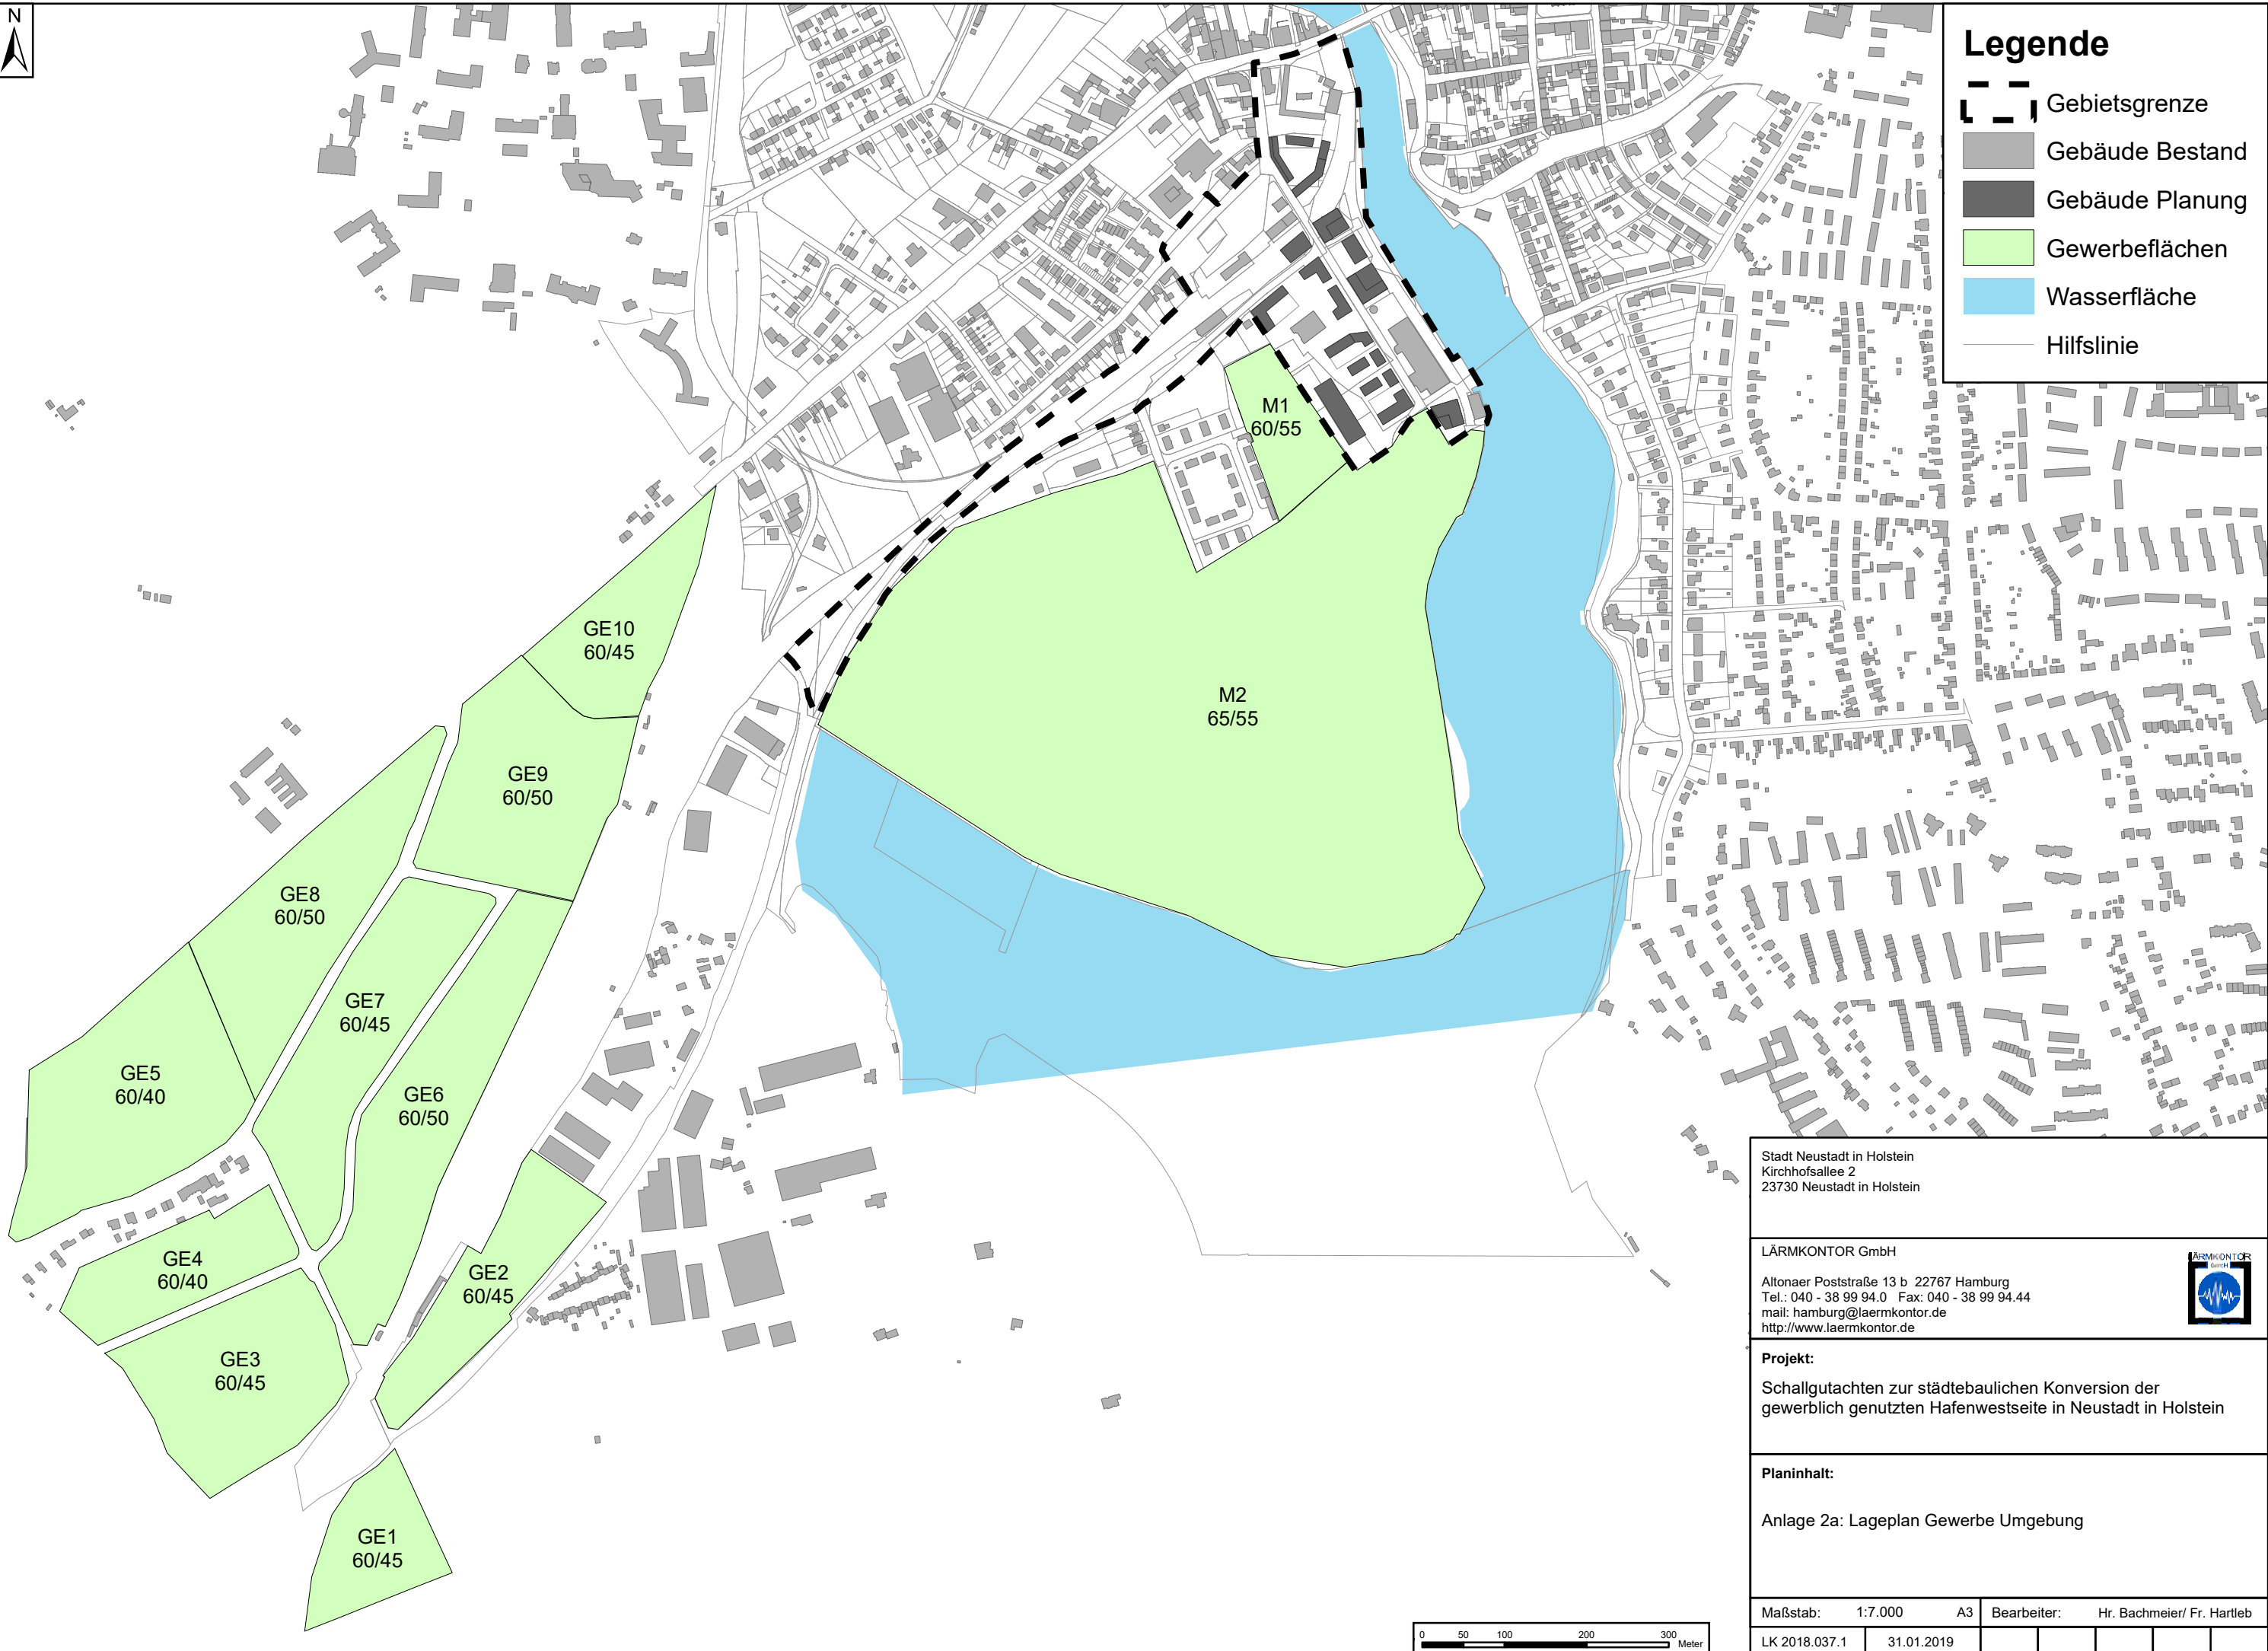 N
Legende
Gebietsgrenze
Gebäude Bestand
Gebäude Planung
Gewerbeflächen
Wasserfläche
Hilfslinie
M1
60/55
GE10
60/45
M2
65/55
GE9
60/50
GE8
60/50
GE7
60/45
GE5
60/40
GE6
60/50
GE4
60/40
GE2
60/45
GE3
60/45
GE1
60/45
Stadt Neustadt in Holstein
Kirchhofsallee 2
23730 Neustadt in Holstein
LÄRMKONTOR GmbH
Altonaer Poststraße 13 b 22767 Hamburg
Tel.: 040 - 38 99 94.0 Fax: 040 - 38 99 94.44
mail: hamburg@laermkontor.de
http://www.laermkontor.de
LÄRMKONTOR
GmbH
Projekt:
Schallgutachten zur städtebaulichen Konversion der
gewerblich genutzten Hafenwestseite in Neustadt in Holstein
Planinhalt:
Anlage 2a: Lageplan Gewerbe Umgebung
Maßstab: 1:7.000 A3 Bearbeiter: Hr. Bachmeier/ Fr. Hartleb
LK 2018.037.1 31.01.2019
0 50 100 200 300
Meter